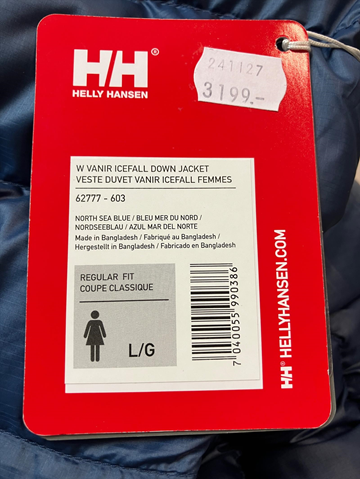 HH®
HELLY HANSEN
241127
3199.-
W VANIR ICEFALL DOWN JACKET
VESTE DUVET VANIR ICEFALL FEMMES
62777 - 603
NORTH SEA BLUE / BLEU MER DU NORD /
NORDSEEBLAU / AZUL MAR DEL NORTE
Made in Bangladesh / Fabriqué au Bangladesh /
Hergestellt in Bangladesh / Fabricado en Bangladesh
REGULAR FIT
COUPE CLASSIQUE
L/G
7 040055 990386
HH® HELLYHANSEN.COM